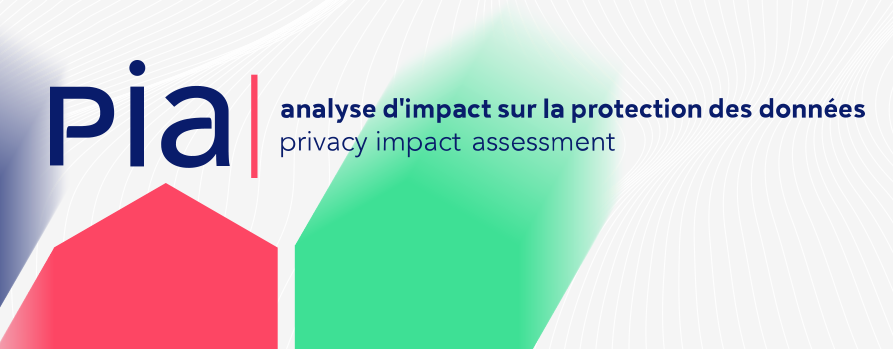 pia
analyse d'impact sur la protection des données
privacy impact assessment